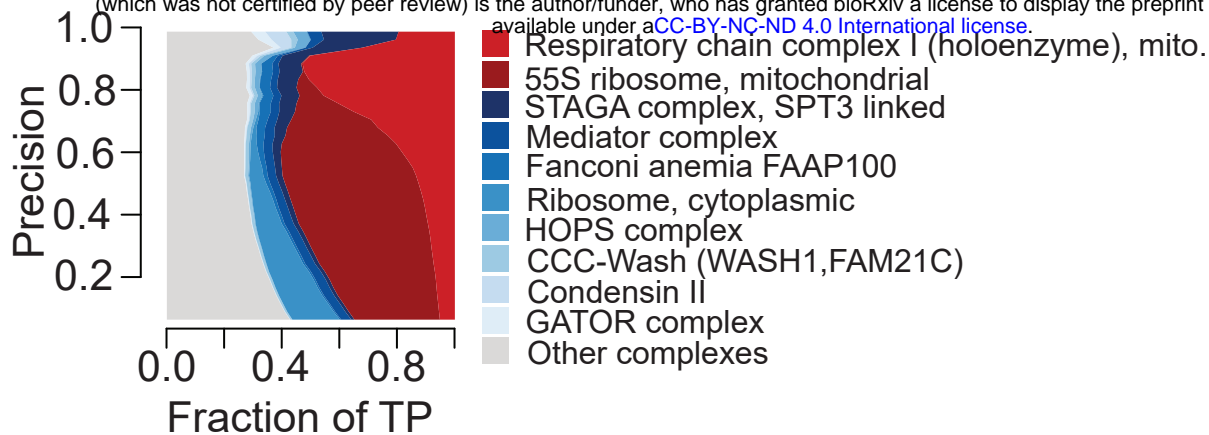 (which was not certified by peer review) is the author/funder, who has granted bioRxiv a license to display the preprint
available under aCC-BY-NC-ND 4.0 International license.
Precision
1.0
0.8
0.6
0.4
0.2
0.0
0.4
0.8
Fraction of TP
Respiratory chain complex I (holoenzyme), mito.
55S ribosome, mitochondrial
STAGA complex, SPT3 linked
Mediator complex
Fanconi anemia FAAP100
Ribosome, cytoplasmic
HOPS complex
CCC-Wash (WASH1,FAM21C)
Condensin II
GATOR complex
Other complexes